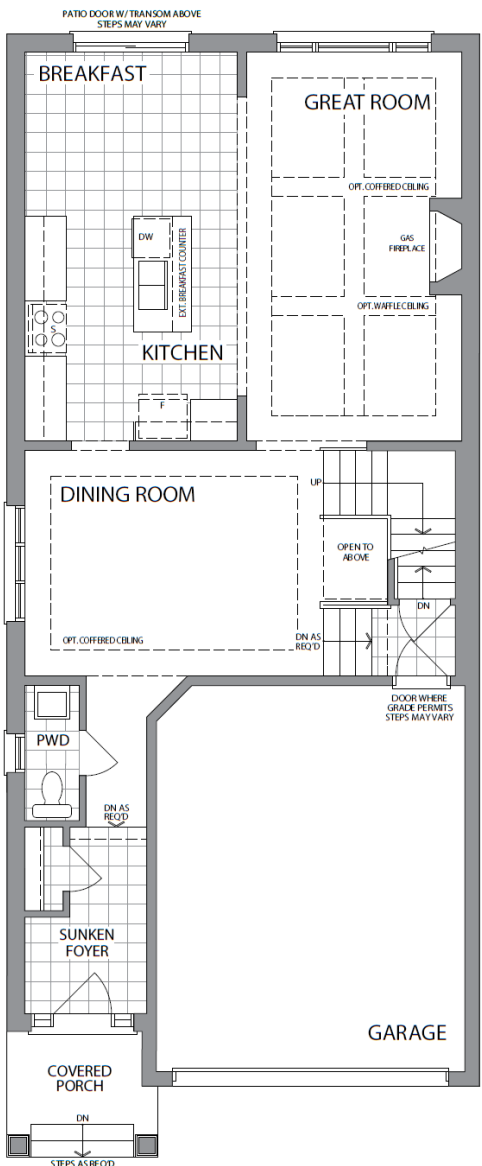 PATIO DOOR W/ TRANSOM ABOVE
STEPS MAY VARY
BREAKFAST
GREAT ROOM
OPT. COFFERED CEILING
DW
EXT. BREAKFAST COUNTER
GAS
FIREPLACE
OPT. WAFFLE CEILING
S
KITCHEN
F
UP
DINING ROOM
OPEN TO
ABOVE
DN
OPT. COFFERED CEILING
DN AS
REQ'D
DOOR WHERE
GRADE PERMITS
STEPS MAY VARY
PWD
DN AS
REQ'D
SUNKEN
FOYER
GARAGE
COVERED
PORCH
DN
STEPS AS REQ'D